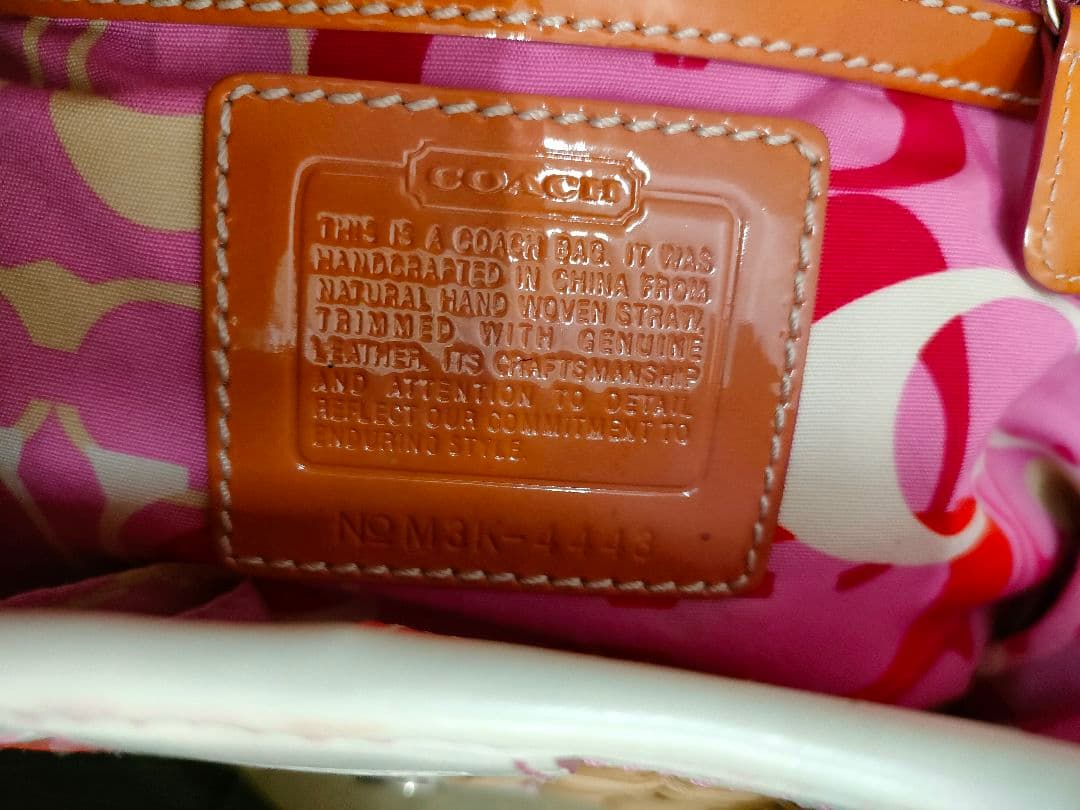 COACH
THIS IS A COACH BAG. IT WAS
HANDCRAFTED IN CHINA FROM
NATURAL HAND WOVEN STRAW,
TRIMMED WITH GENUINE
LEATHER. ITS CRAFTSMANSHIP
AND ATTENTION TO DETAIL
REFLECT OUR COMMITMENT TO
ENDURING STYLE.
No M3K-4443